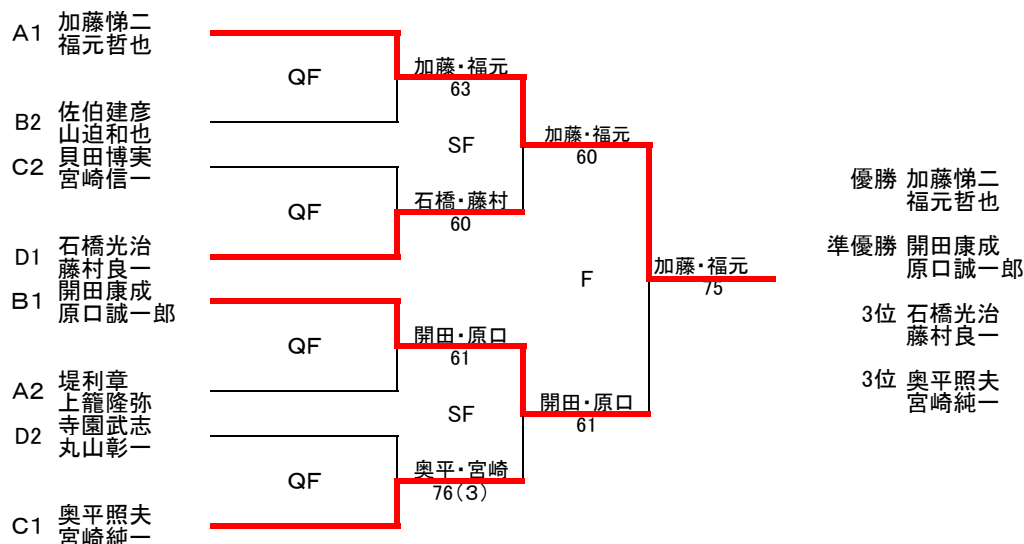 A1 加藤悌二
福元哲也
QF
加藤・福元
63
B2 佐伯建彦
山迫和也
SF
加藤・福元
60
C2 貝田博実
宮崎信一
QF
石橋・藤村
60
D1 石橋光治
藤村良一
F
加藤・福元
75
B1 開田康成
原口誠一郎
QF
開田・原口
61
A2 堤利章
上籠隆弥
SF
開田・原口
61
D2 寺園武志
丸山彰一
QF
奥平・宮崎
76(3)
C1 奥平照夫
宮崎純一
優勝 加藤悌二
福元哲也
準優勝 開田康成
原口誠一郎
3位 石橋光治
藤村良一
3位 奥平照夫
宮崎純一